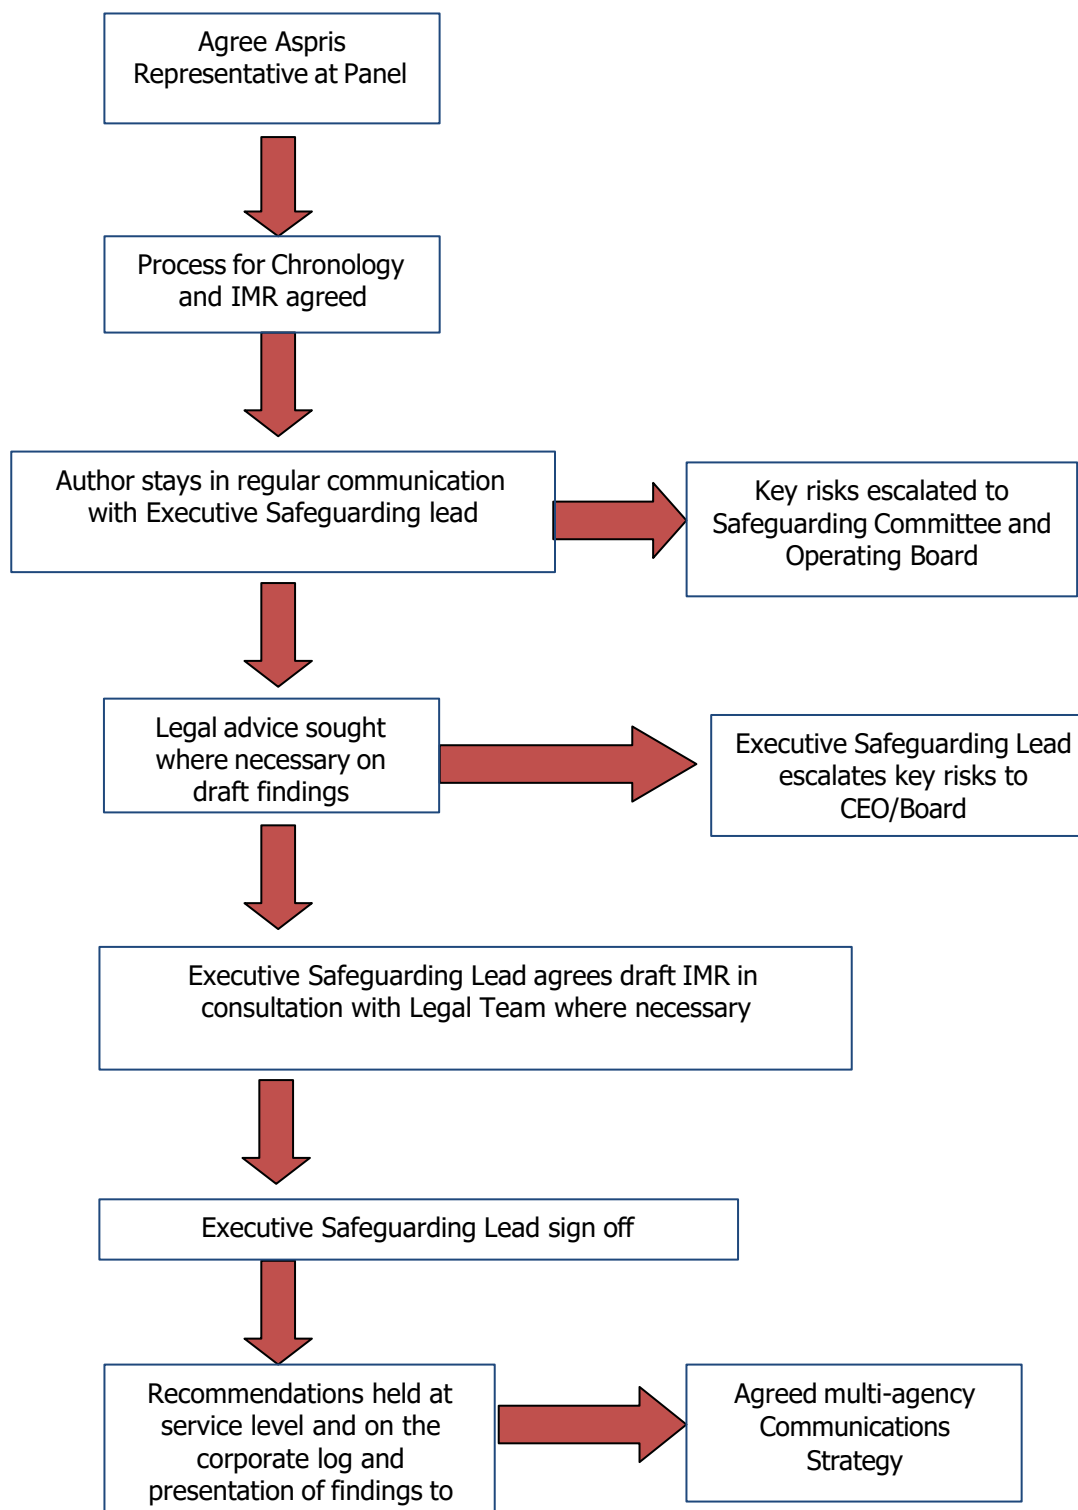 Agree Aspris
Representative at Panel
Process for Chronology
and IMR agreed
Author stays in regular communication
with Executive Safeguarding lead
Key risks escalated to
Safeguarding Committee and
Operating Board
Legal advice sought
where necessary on
draft findings
Executive Safeguarding Lead
escalates key risks to
CEO/Board
Executive Safeguarding Lead agrees draft IMR in
consultation with Legal Team where necessary
Executive Safeguarding Lead sign off
Recommendations held at
service level and on the
corporate log and
presentation of findings to
Agreed multi-agency
Communications
Strategy